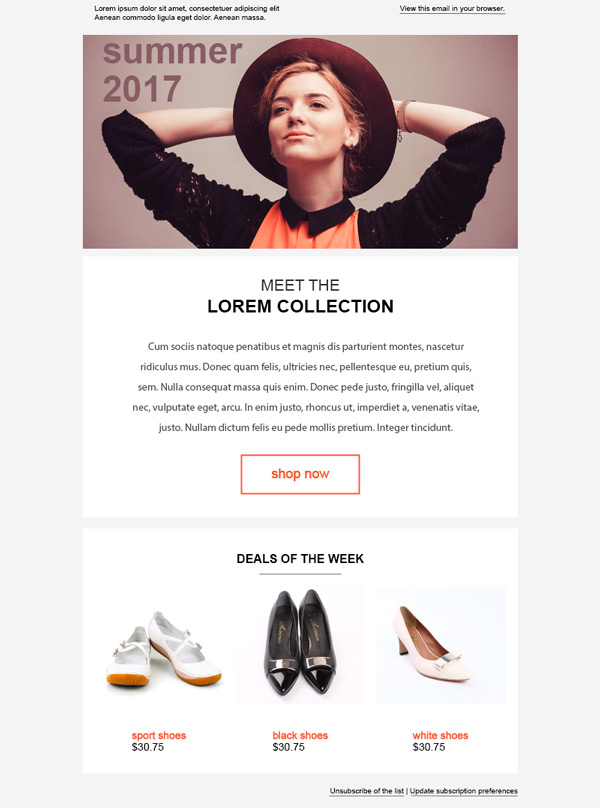 Lorem ipsum dolor sit amet, consectetuer adipiscing elit
Aenean commodo ligula eget dolor. Aenean massa.
View this email in your browser.
summer
2017
MEET THE
LOREM COLLECTION
Cum sociis natoque penatibus et magnis dis parturient montes, nascetur
ridiculus mus. Donec quam felis, ultricies nec, pellentesque eu, pretium quis,
sem. Nulla consequat massa quis enim. Donec pede justo, fringilla vel, aliquet
nec, vulputate eget, arcu. In enim justo, rhoncus ut, imperdiet a, venenatis vitae,
justo. Nullam dictum felis eu pede mollis pretium. Integer tincidunt.
shop now
DEALS OF THE WEEK
sport shoes
$30.75
black shoes
$30.75
white shoes
$30.75
Unsubscribe of the list | Update subscription preferences